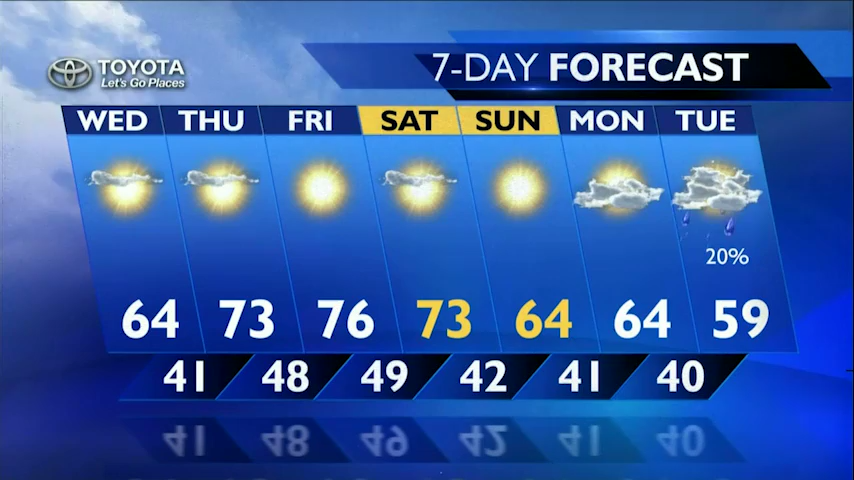 TOYOTA
Let's Go Places
7-DAY FORECAST
WED THU FRI SAT SUN MON TUE
20%
64 73 76 73 64 64 59
41 48 49 42 41 40